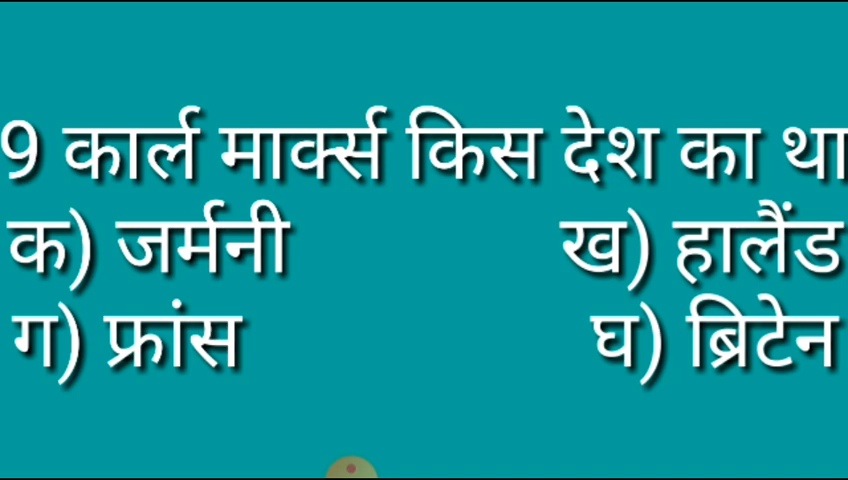 9 कार्ल मार्क्स किस देश का था
क) जर्मनी ख) हालैंड
ग) फ्रांस घ) ब्रिटेन